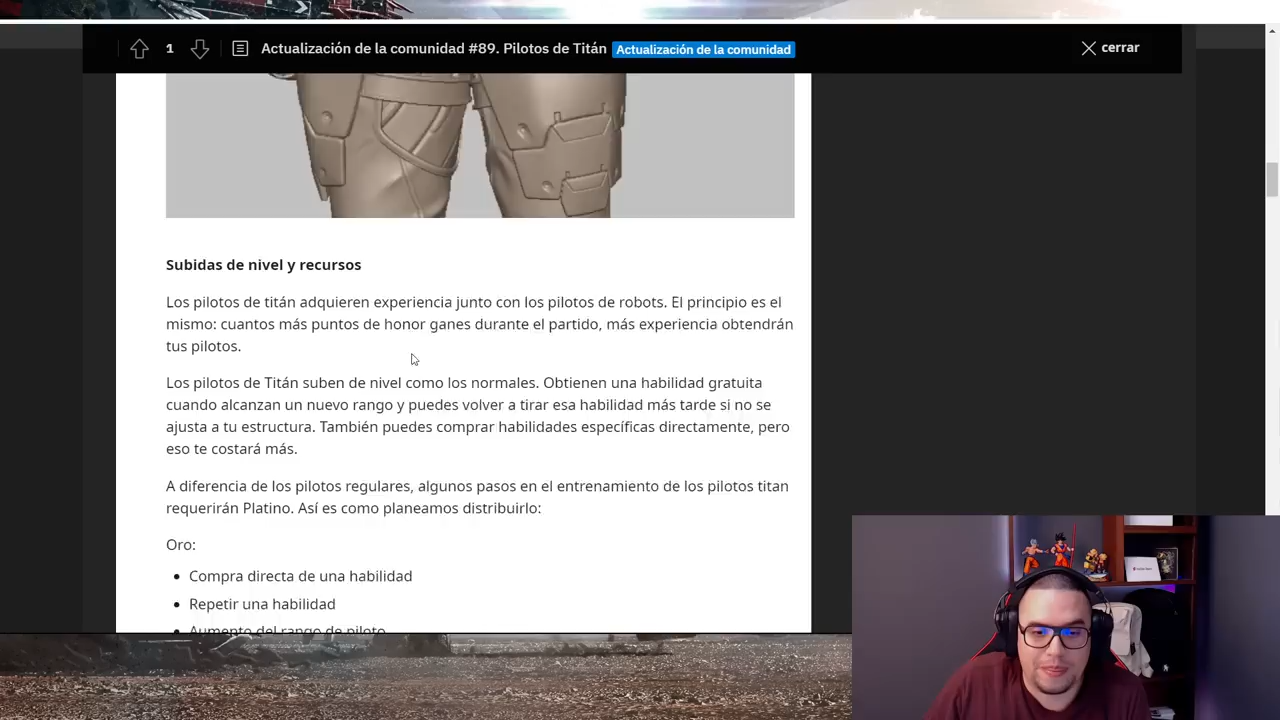 1
Actualización de la comunidad #89. Pilotos de Titán Actualización de la comunidad
cerrar
Subidas de nivel y recursos
Los pilotos de titán adquieren experiencia junto con los pilotos de robots. El principio es el
mismo: cuantos más puntos de honor ganes durante el partido, más experiencia obtendrán
tus pilotos.
Los pilotos de Titán suben de nivel como los normales. Obtienen una habilidad gratuita
cuando alcanzan un nuevo rango y puedes volver a tirar esa habilidad más tarde si no se
ajusta a tu estructura. También puedes comprar habilidades específicas directamente, pero
eso te costará más.
A diferencia de los pilotos regulares, algunos pasos en el entrenamiento de los pilotos titan
requerirán Platino. Así es como planeamos distribuirlo:
Oro:
• Compra directa de una habilidad
• Repetir una habilidad
• Aumento del rango de piloto